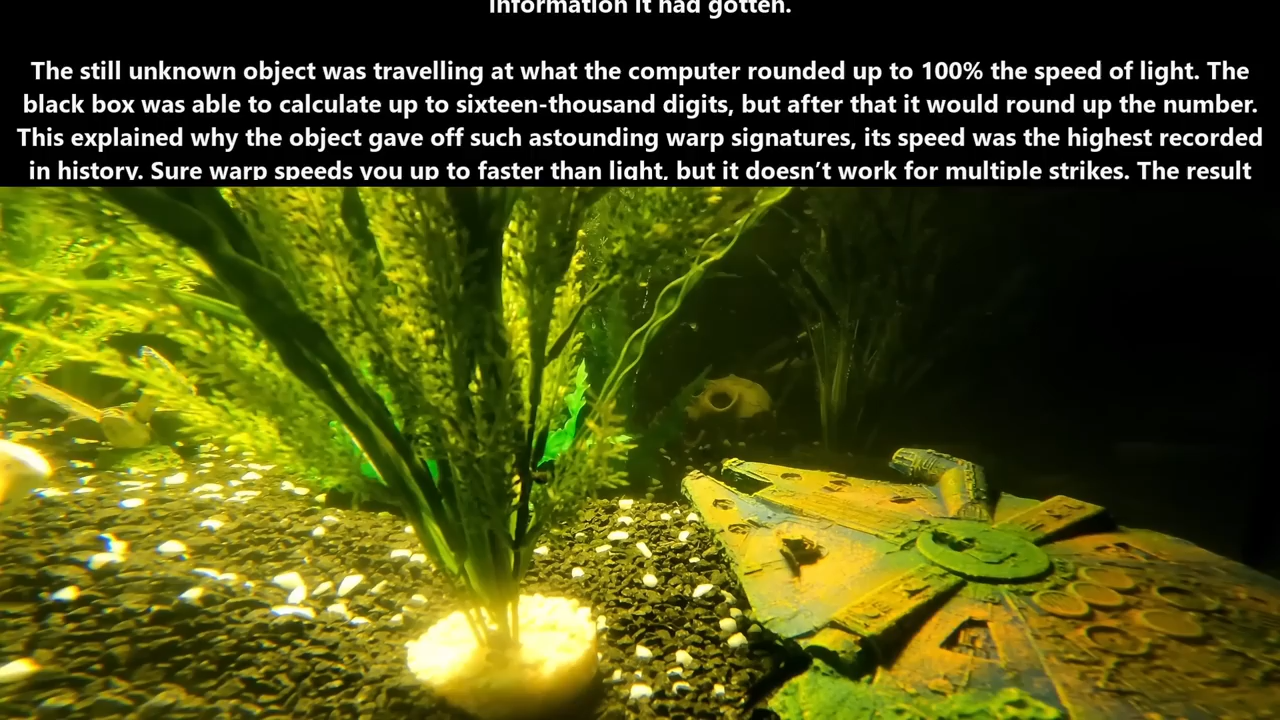 information it had gotten.
The still unknown object was travelling at what the computer rounded up to 100% the speed of light. The
black box was able to calculate up to sixteen-thousand digits, but after that it would round up the number.
This explained why the object gave off such astounding warp signatures, its speed was the highest recorded
in history. Sure warp speeds you up to faster than light, but it doesn’t work for multiple strikes. The result